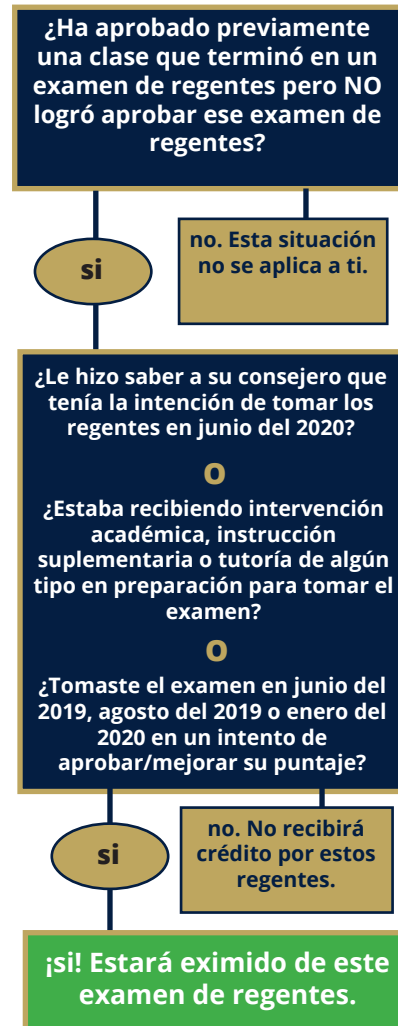 ¿Ha aprobado previamente
una clase que terminó en un
examen de regentes pero NO
logró aprobar ese examen de
regentes?
si
no. Esta situación
no se aplica a ti.
¿Le hizo saber a su consejero que
tenía la intención de tomar los
regentes en junio del 2020?
O
¿Estaba recibiendo intervención
académica, instrucción
suplementaria o tutoría de algún
tipo en preparación para tomar el
examen?
O
¿Tomaste el examen en junio del
2019, agosto del 2019 o enero del
2020 en un intento de
aprobar/mejorar su puntaje?
si
no. No recibirá
crédito por estos
regentes.
¡si! Estará eximido de este
examen de regentes.